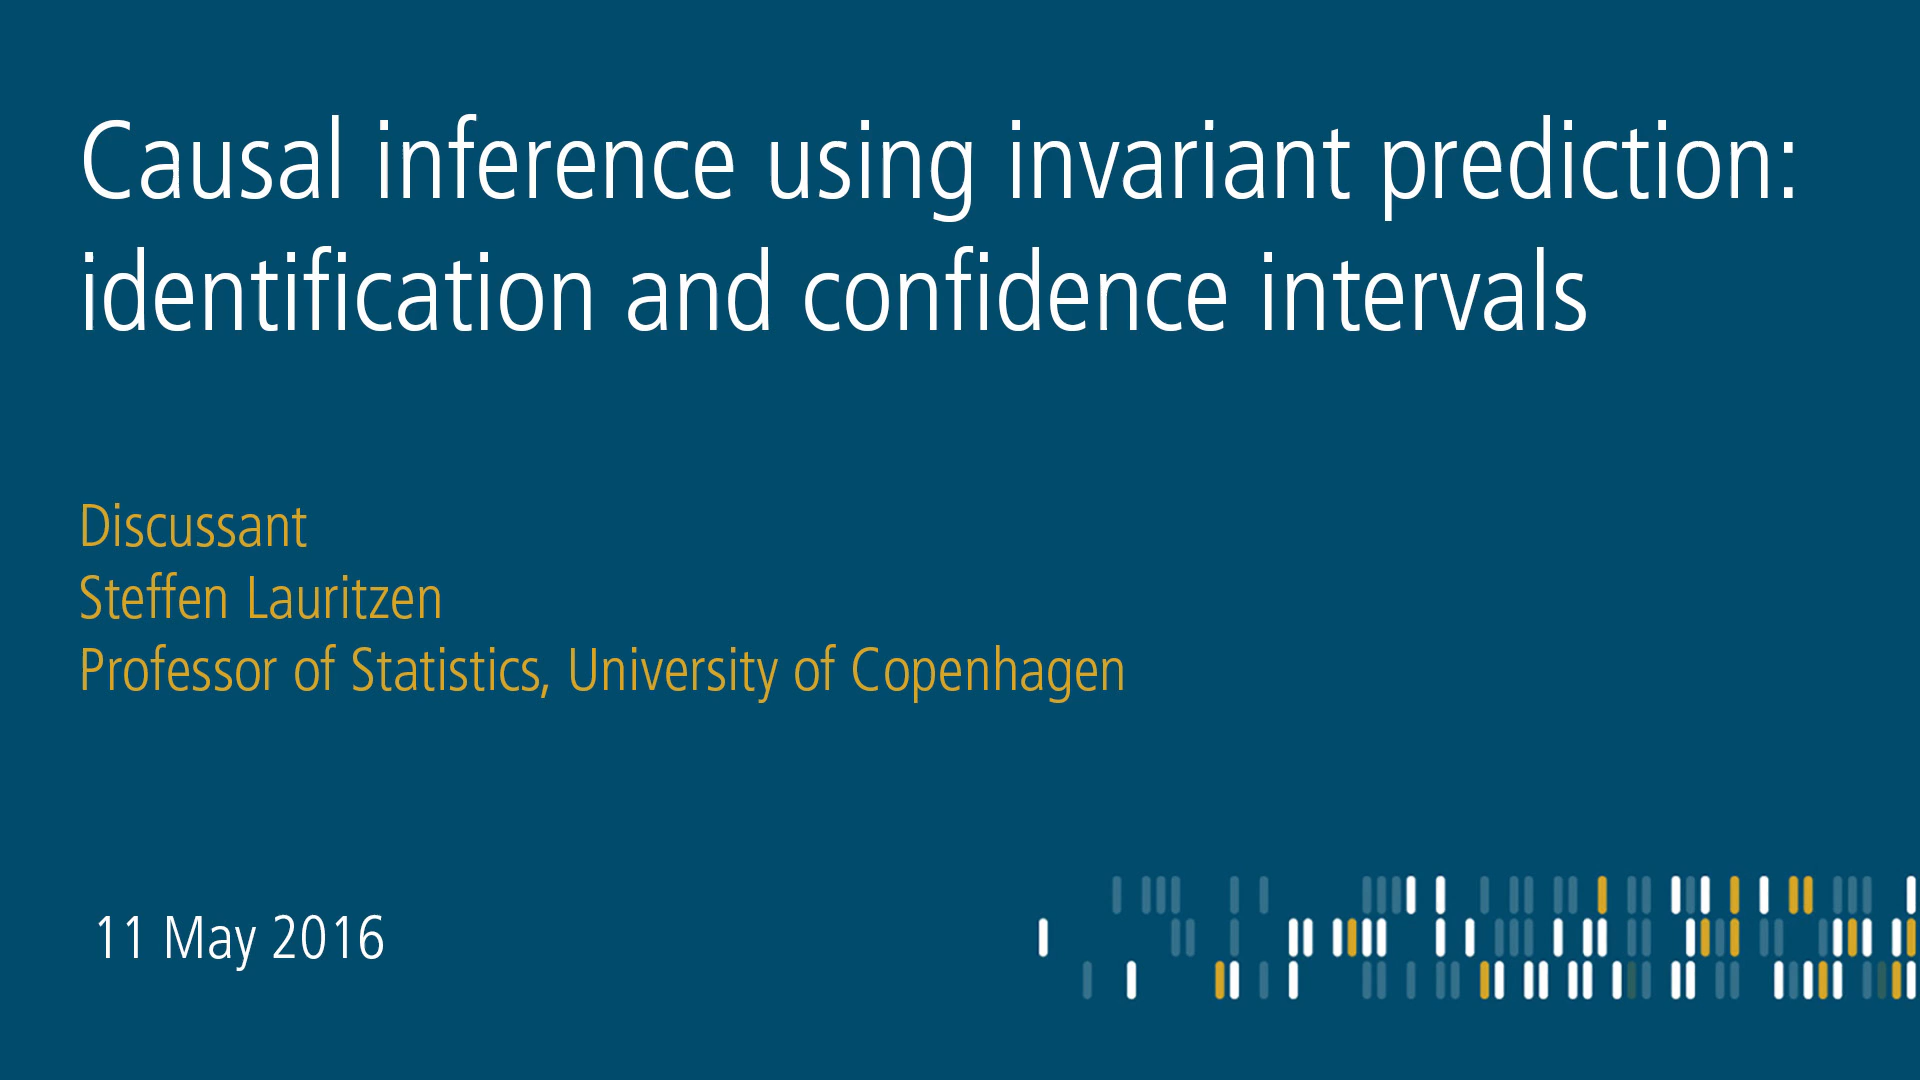 Causal inference using invariant prediction:
identification and confidence intervals
Discussant
Steffen Lauritzen
Professor of Statistics, University of Copenhagen
11 May 2016